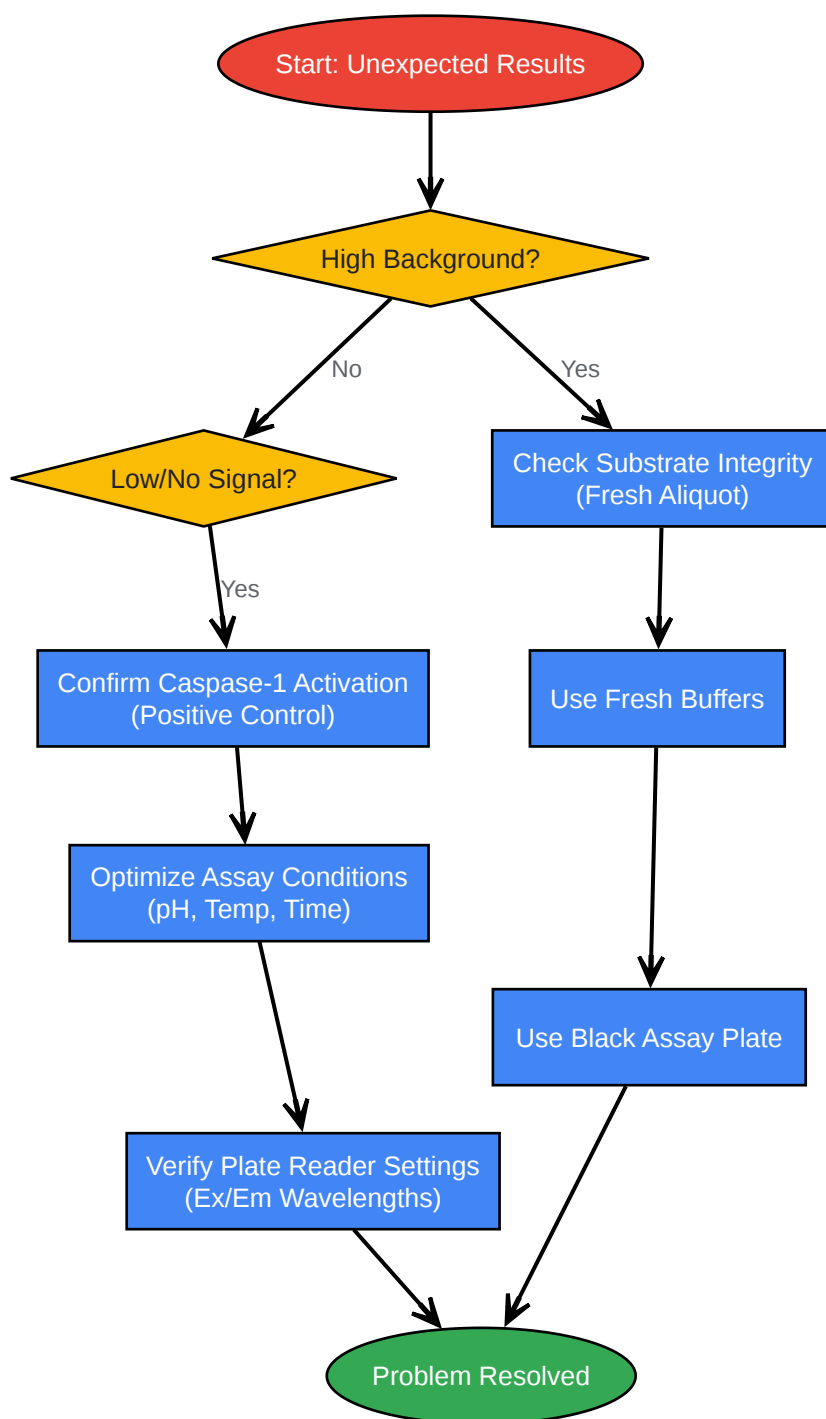 Start: Unexpected Results
High Background?
No
Yes
Low/No Signal?
Check Substrate Integrity
(Fresh Aliquot)
Yes
Confirm Caspase-1 Activation
(Positive Control)
Use Fresh Buffers
Optimize Assay Conditions
(pH, Temp, Time)
Use Black Assay Plate
Verify Plate Reader Settings
(Ex/Em Wavelengths)
Problem Resolved